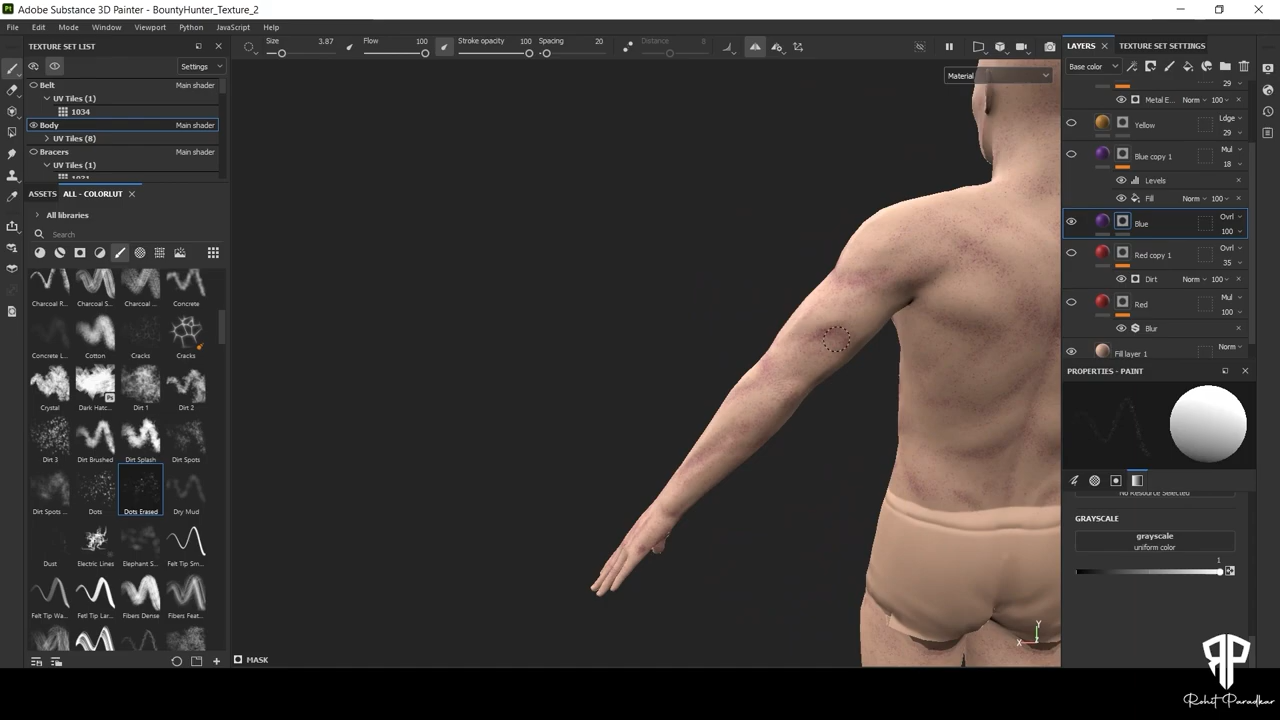 Adobe Substance 3D Painter - BountyHunter_Texture_2
File Edit Mode Window Viewport Python JavaScript Help
TEXTURE SET LIST
Size 3.87 Flow 100 Stroke opacity 100 Spacing 20 Distance 8
LAYERS TEXTURE SET SETTINGS
Settings
Material
Base color
Belt Main shader
UV Tiles (1)
1034
Body Main shader
UV Tiles (8)
Bracers Main shader
UV Tiles (1)
1031
29
Metal E... Norm 100
Yellow Ldge
29
Blue copy 1 Mul
18
Levels
Fill Norm 100
Blue Ovrl
100
Red copy 1 Ovrl
35
Dirt Norm 100
Red Mul
100
Blur
Fill layer 1 Norm
ASSETS ALL - COLORLUT
All libraries
Search
Charcoal R... Charcoal S... Charcoal ... Concrete
Concrete L... Cotton Cracks Cracks
Crystal Dark Hatc... Dirt 1 Dirt 2
Dirt 3 Dirt Brushed Dirt Splash Dirt Spots
Dirt Spots ... Dots Dots Erased Dry Mud
Dust Electric Lines Elephant S... Felt Tip Sm...
Felt Tip Wa... Fetl Tip Lar... Fibers Dense Fibers Feat...
PROPERTIES - PAINT
No Resource Selected
GRAYSCALE
grayscale
uniform color
1
Y
X
MASK
Rohit Paradkar